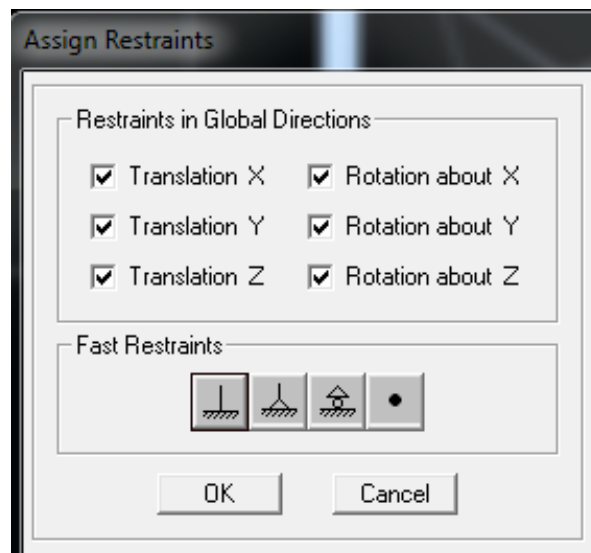 Assign Restraints
Restraints in Global Directions
Translation X Rotation about X
Translation Y Rotation about Y
Translation Z Rotation about Z
Fast Restraints
OK Cancel